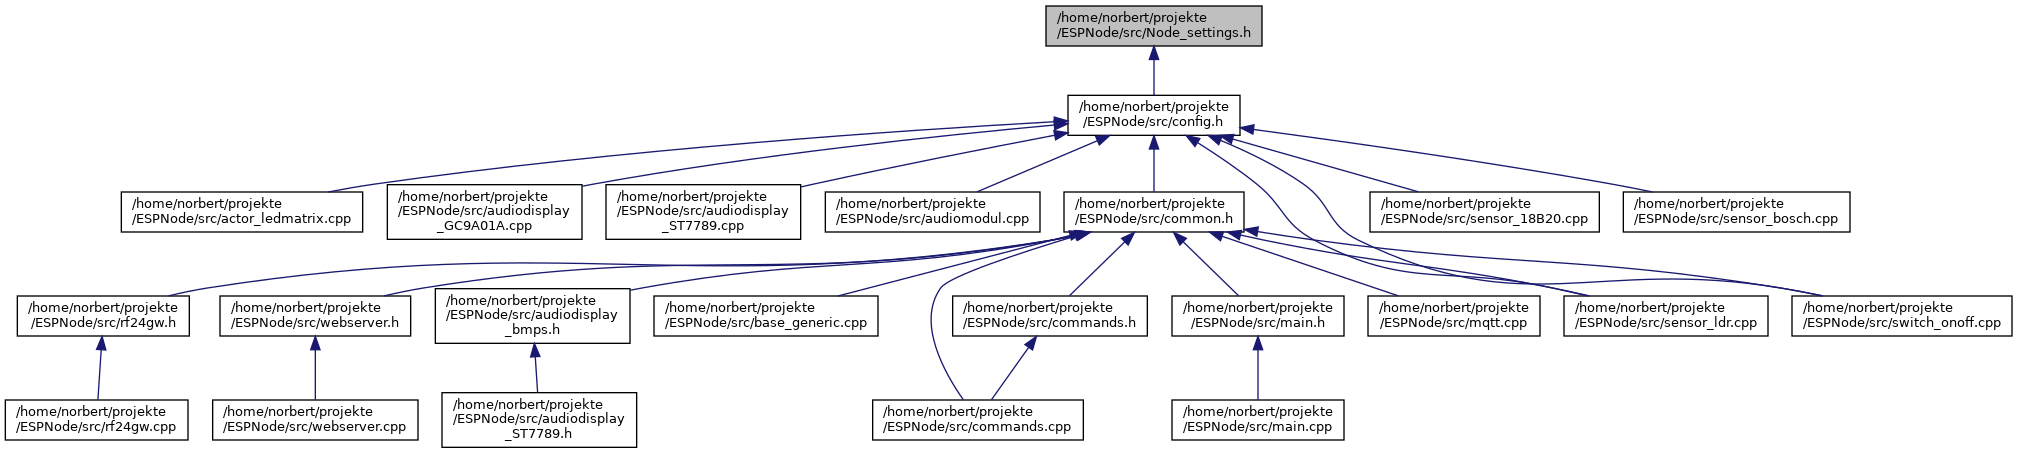 /home/norbert/projekte
/ESPNode/src/Node_settings.h
/home/norbert/projekte
/ESPNode/src/config.h
/home/norbert/projekte
/ESPNode/src/actor_ledmatrix.cpp
/home/norbert/projekte
/ESPNode/src/audiodisplay
_GC9A01A.cpp
/home/norbert/projekte
/ESPNode/src/audiodisplay
_ST7789.cpp
/home/norbert/projekte
/ESPNode/src/audiomodul.cpp
/home/norbert/projekte
/ESPNode/src/common.h
/home/norbert/projekte
/ESPNode/src/sensor_18B20.cpp
/home/norbert/projekte
/ESPNode/src/sensor_bosch.cpp
/home/norbert/projekte
/ESPNode/src/rf24gw.h
/home/norbert/projekte
/ESPNode/src/webserver.h
/home/norbert/projekte
/ESPNode/src/audiodisplay
_bmps.h
/home/norbert/projekte
/ESPNode/src/base_generic.cpp
/home/norbert/projekte
/ESPNode/src/commands.h
/home/norbert/projekte
/ESPNode/src/main.h
/home/norbert/projekte
/ESPNode/src/mqtt.cpp
/home/norbert/projekte
/ESPNode/src/sensor_ldr.cpp
/home/norbert/projekte
/ESPNode/src/switch_onoff.cpp
/home/norbert/projekte
/ESPNode/src/rf24gw.cpp
/home/norbert/projekte
/ESPNode/src/webserver.cpp
/home/norbert/projekte
/ESPNode/src/audiodisplay
_ST7789.h
/home/norbert/projekte
/ESPNode/src/commands.cpp
/home/norbert/projekte
/ESPNode/src/main.cpp